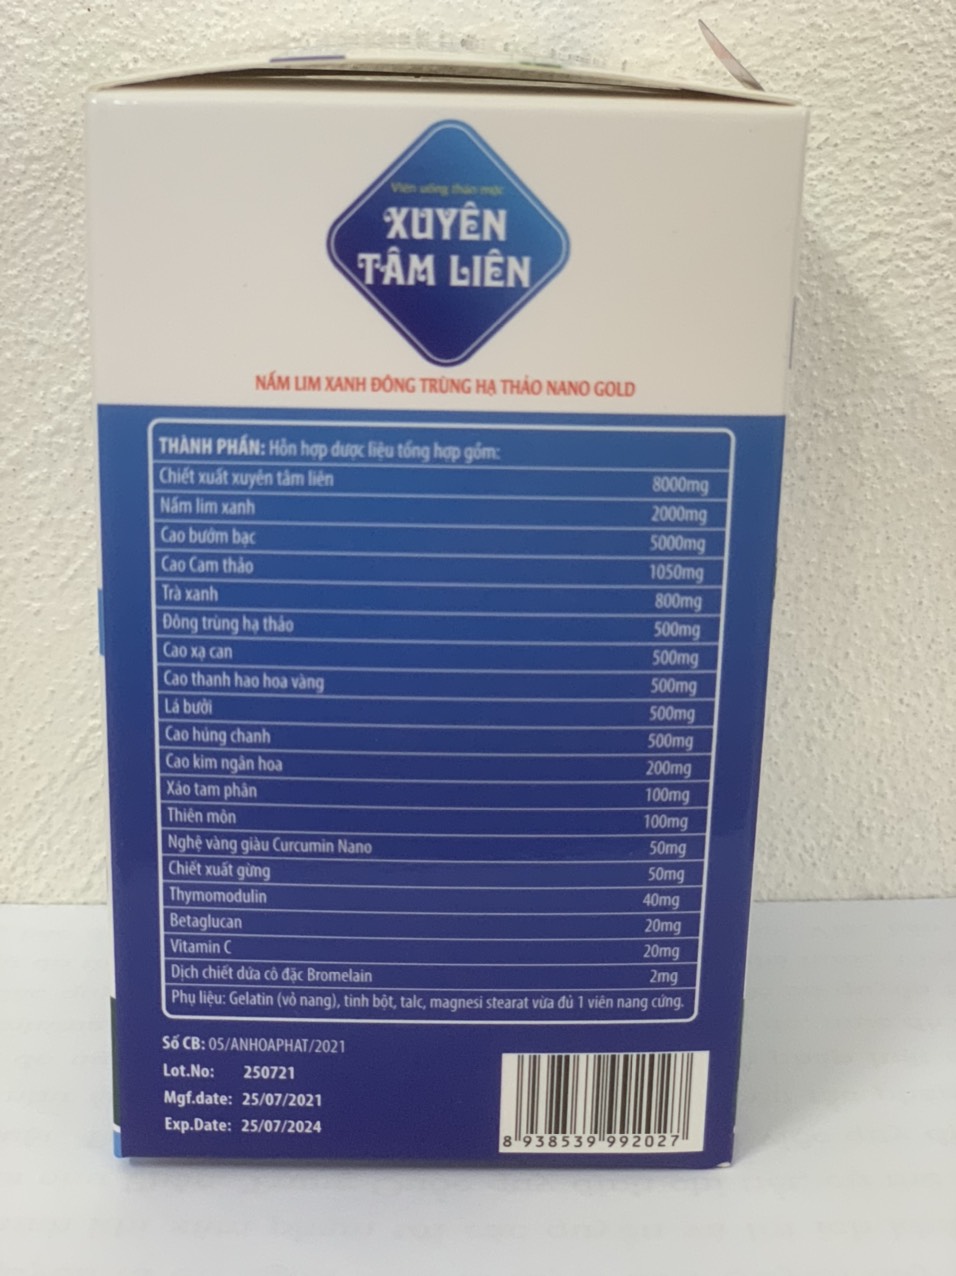 Viên uống thảo mộc
XUYÊN
TÂM LIÊN
NẤM LIM XANH ĐÔNG TRÙNG HẠ THẢO NANO GOLD
THÀNH PHẦN: Hỗn hợp dược liệu tổng hợp gồm:
Chiết xuất xuyên tâm liên 8000mg
Nấm lim xanh 2000mg
Cao bướm bạc 5000mg
Cao Cam thảo 1050mg
Trà xanh 800mg
Đông trùng hạ thảo 500mg
Cao xạ can 500mg
Cao thanh hao hoa vàng 500mg
Lá bưởi 500mg
Cao húng chanh 500mg
Cao kim ngân hoa 200mg
Xáo tam phân 100mg
Thiên môn 100mg
Nghệ vàng giàu Curcumin Nano 50mg
Chiết xuất gừng 50mg
Thymomodulin 40mg
Betaglucan 20mg
Vitamin C 20mg
Dịch chiết dứa cô đặc Bromelain 2mg
Phụ liệu: Gelatin (vỏ nang), tinh bột, talc, magnesi stearat vừa đủ 1 viên nang cứng.
Số CB: 05/ANHOAPHAT/2021
Lot.No: 250721
Mgf.date: 25/07/2021
Exp.Date: 25/07/2024
8 938539 992027